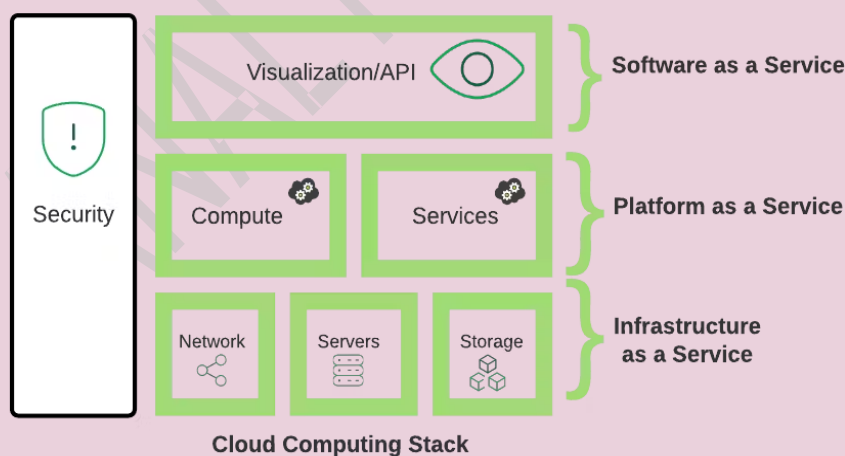 Visualization/API
Software as a Service
Security
Compute
Services
Platform as a Service
Network
Servers
Storage
Infrastructure
as a Service
Cloud Computing Stack